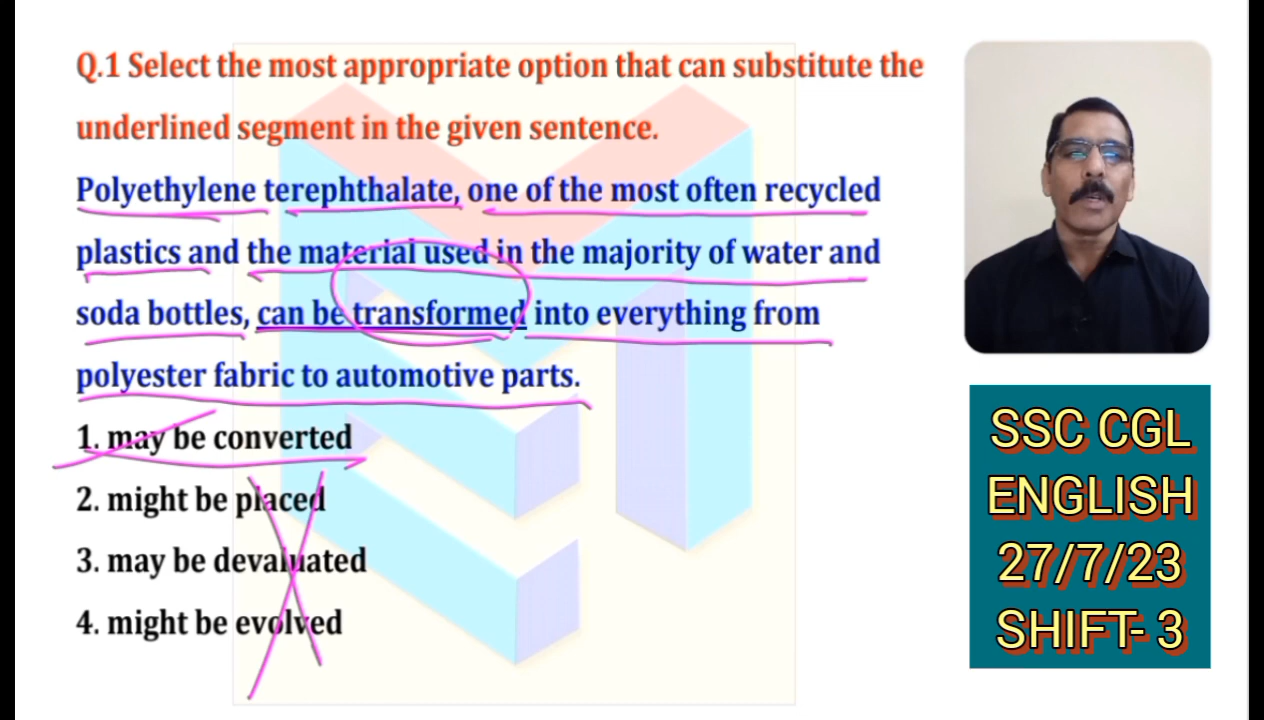 Q.1 Select the most appropriate option that can substitute the
underlined segment in the given sentence.
Polyethylene terephthalate, one of the most often recycled
plastics and the material used in the majority of water and
soda bottles, can be transformed into everything from
polyester fabric to automotive parts.
1. may be converted
2. might be placed
3. may be devaluated
4. might be evolved
SSC CGL
ENGLISH
27/7/23
SHIFT- 3